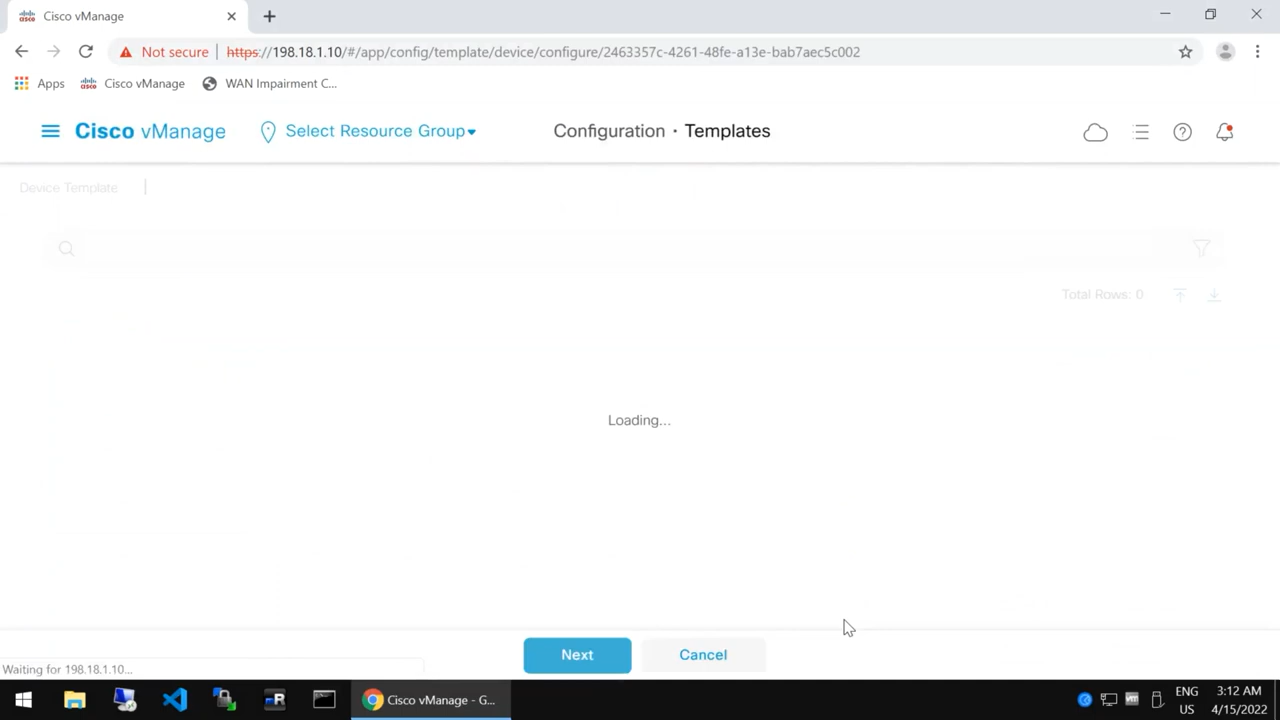 Cisco vManage
Not secure | https://198.18.1.10/#/app/config/template/device/configure/2463357c-4261-48fe-a13e-bab7aec5c002
Apps Cisco vManage WAN Impairment C...
Cisco vManage Select Resource Group Configuration · Templates
Device Template
Total Rows: 0
Loading...
Next Cancel
Waiting for 198.18.1.10...
Cisco vManage - G...
ENG 3:12 AM
US 4/15/2022